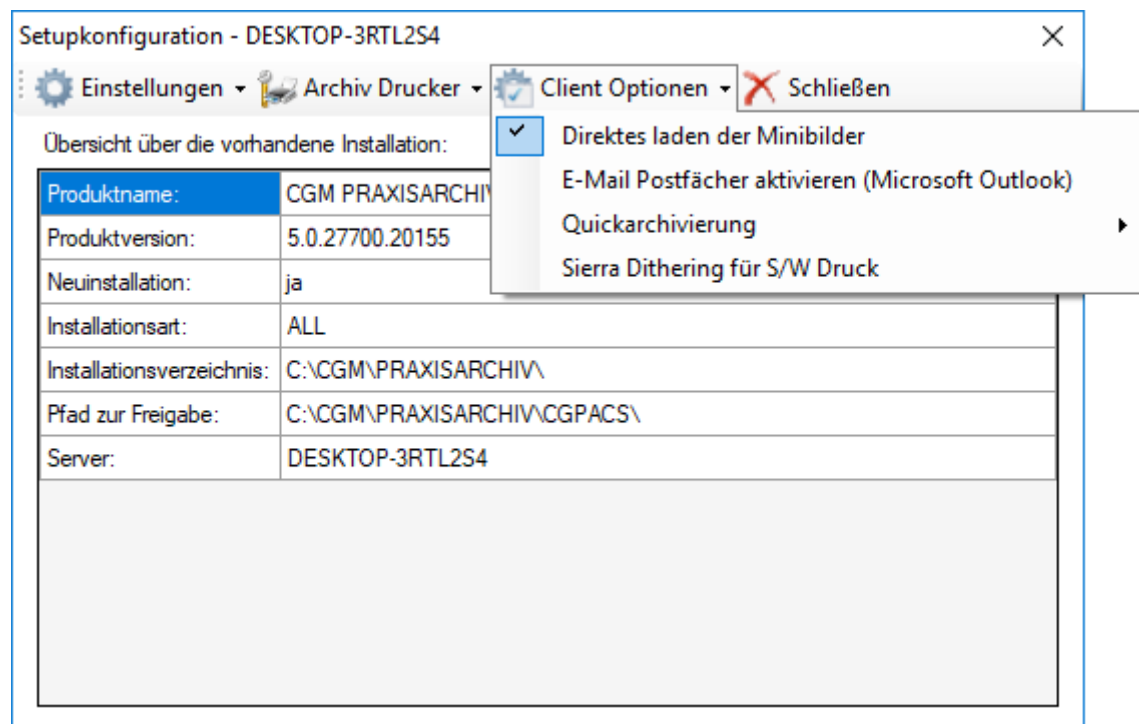 Setupkonfiguration - DESKTOP-3RTL2S4
Einstellungen Archiv Drucker Client Optionen Schließen
Übersicht über die vorhandene Installation:
Direktes laden der Minibilder
E-Mail Postfächer aktivieren (Microsoft Outlook)
Quickarchivierung
Sierra Dithering für S/W Druck
Produktname: CGM PRAXISARCHIV
Produktversion: 5.0.27700.20155
Neuinstallation: ja
Installationsart: ALL
Installationsverzeichnis: C:\CGM\PRAXISARCHIV\
Pfad zur Freigabe: C:\CGM\PRAXISARCHIV\CGPACS\
Server: DESKTOP-3RTL2S4